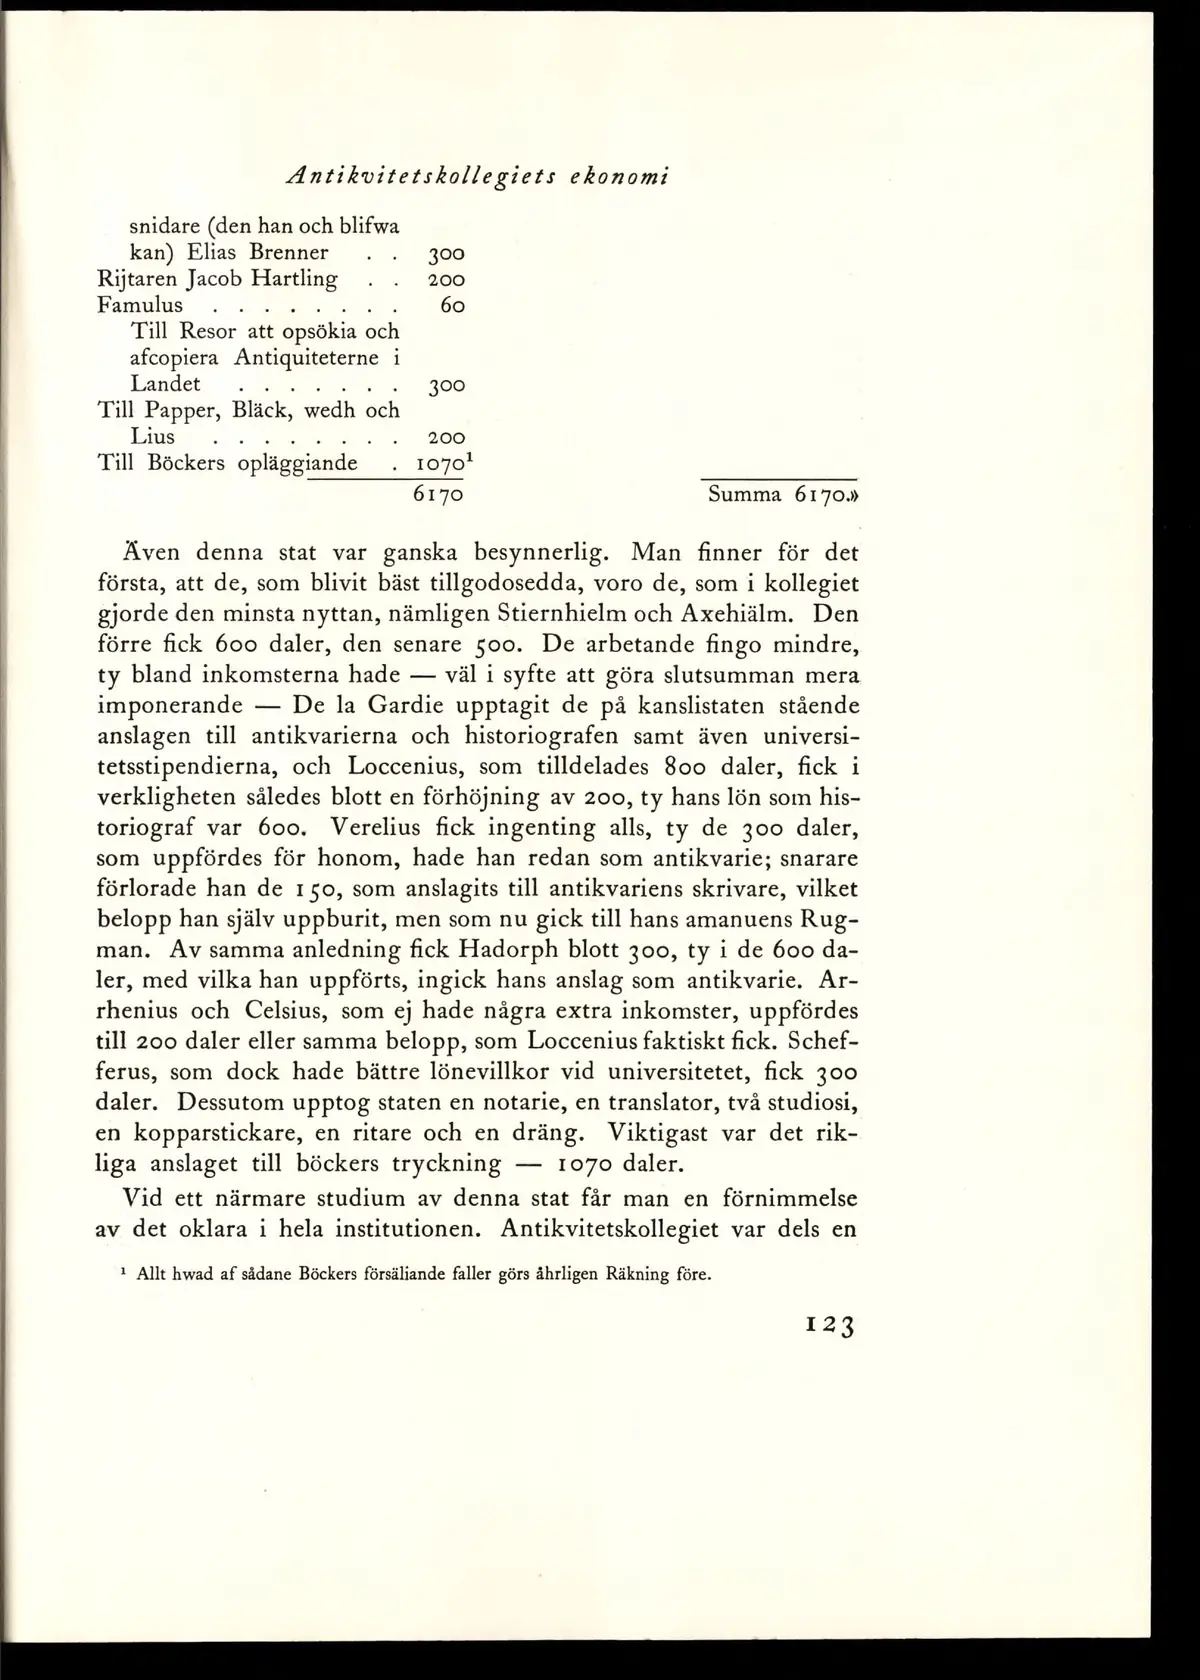 Antikvitetskollegiets ekonomi
snidare (den han och blifwa
kan) Elias Brenner . . 300
Rijtaren Jacob Hartling . . 200
Famulus . . . . . . . . 60
Till Resor att opsökia och
afcopiera Antiquiteterne i
Landet . . . . . . . 300
Till Papper, Bläck, wedh och
Lius . . . . . . . . 200
Till Böckers opläggiande . 1070¹
6170 Summa 6170.»
Även denna stat var ganska besynnerlig. Man finner för det
första, att de, som blivit bäst tillgodosedda, voro de, som i kollegiet
gjorde den minsta nyttan, nämligen Stiernhielm och Axehiälm. Den
förre fick 600 daler, den senare 500. De arbetande fingo mindre,
ty bland inkomsterna hade — väl i syfte att göra slutsumman mera
imponerande — De la Gardie upptagit de på kanslistaten stående
anslagen till antikvarierna och historiografen samt även universi-
tetsstipendierna, och Loccenius, som tilldelades 800 daler, fick i
verkligheten således blott en förhöjning av 200, ty hans lön som his-
toriograf var 600. Verelius fick ingenting alls, ty de 300 daler,
som uppfördes för honom, hade han redan som antikvarie; snarare
förlorade han de 150, som anslagits till antikvariens skrivare, vilket
belopp han själv uppburit, men som nu gick till hans amanuens Rug-
man. Av samma anledning fick Hadorph blott 300, ty i de 600 da-
ler, med vilka han uppförts, ingick hans anslag som antikvarie. Ar-
rhenius och Celsius, som ej hade några extra inkomster, uppfördes
till 200 daler eller samma belopp, som Loccenius faktiskt fick. Schef-
ferus, som dock hade bättre lönevillkor vid universitetet, fick 300
daler. Dessutom upptog staten en notarie, en translator, två studiosi,
en kopparstickare, en ritare och en dräng. Viktigast var det rik-
liga anslaget till böckers tryckning — 1070 daler.
Vid ett närmare studium av denna stat får man en förnimmelse
av det oklara i hela institutionen. Antikvitetskollegiet var dels en
¹ Allt hwad af sådane Böckers försäliande faller görs åhrligen Räkning före.
123